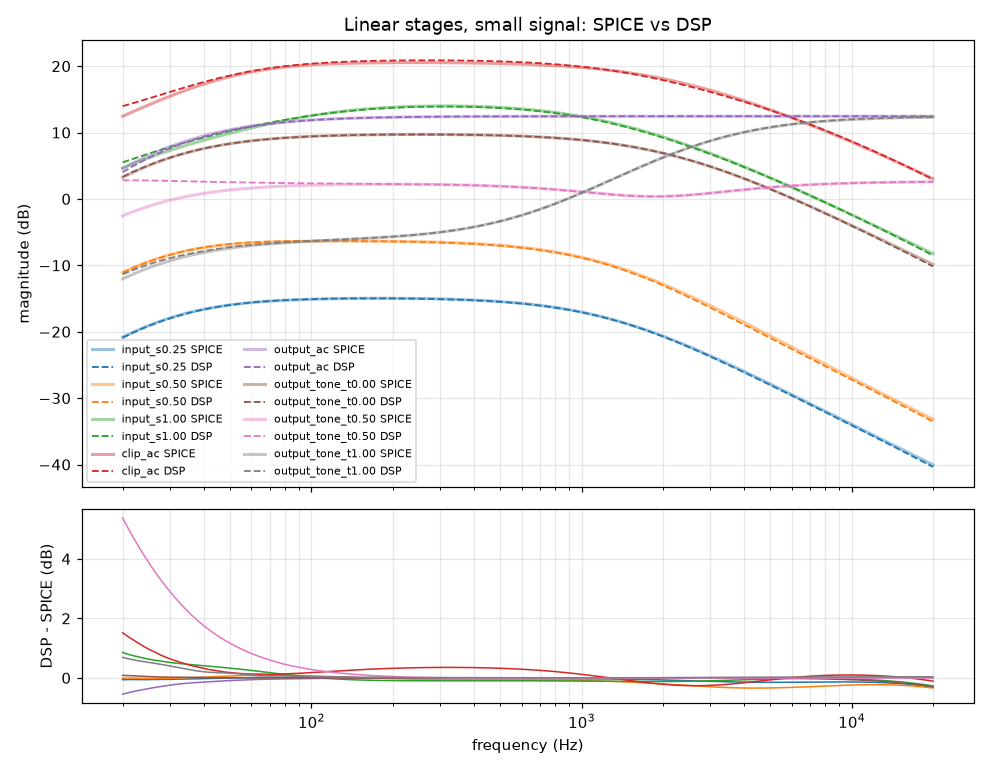 Linear stages, small signal: SPICE vs DSP
magnitude (dB)
20
10
0
−10
−20
−30
−40
input_s0.25 SPICE
input_s0.25 DSP
input_s0.50 SPICE
input_s0.50 DSP
input_s1.00 SPICE
input_s1.00 DSP
clip_ac SPICE
clip_ac DSP
output_ac SPICE
output_ac DSP
output_tone_t0.00 SPICE
output_tone_t0.00 DSP
output_tone_t0.50 SPICE
output_tone_t0.50 DSP
output_tone_t1.00 SPICE
output_tone_t1.00 DSP
DSP - SPICE (dB)
4
2
0
10²
10³
10⁴
frequency (Hz)